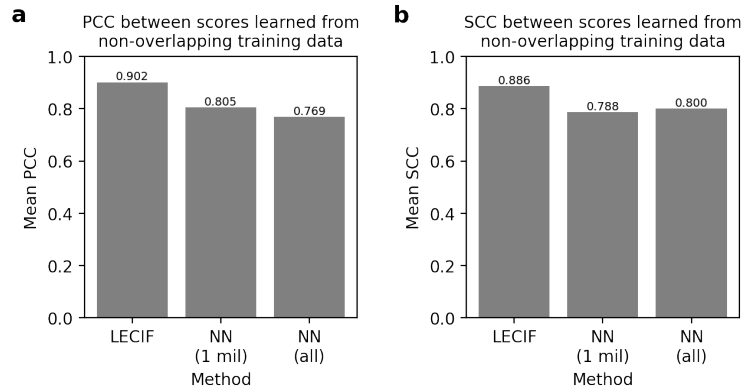 a
PCC between scores learned from
non-overlapping training data
1.0
0.8
0.6
0.4
0.2
0.0
Mean PCC
0.902
0.805
0.769
LECIF
NN
(1 mil)
NN
(all)
Method
b
SCC between scores learned from
non-overlapping training data
1.0
0.8
0.6
0.4
0.2
0.0
Mean SCC
0.886
0.788
0.800
LECIF
NN
(1 mil)
NN
(all)
Method